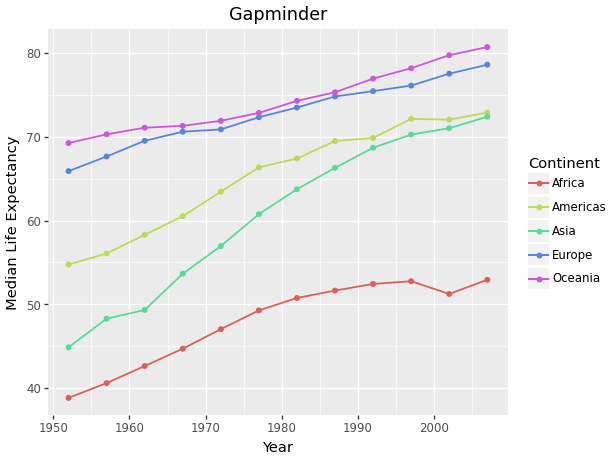 Gapminder
Median Life Expectancy
80
70
60
50
40
1950 1960 1970 1980 1990 2000
Year
Continent
Africa
Americas
Asia
Europe
Oceania